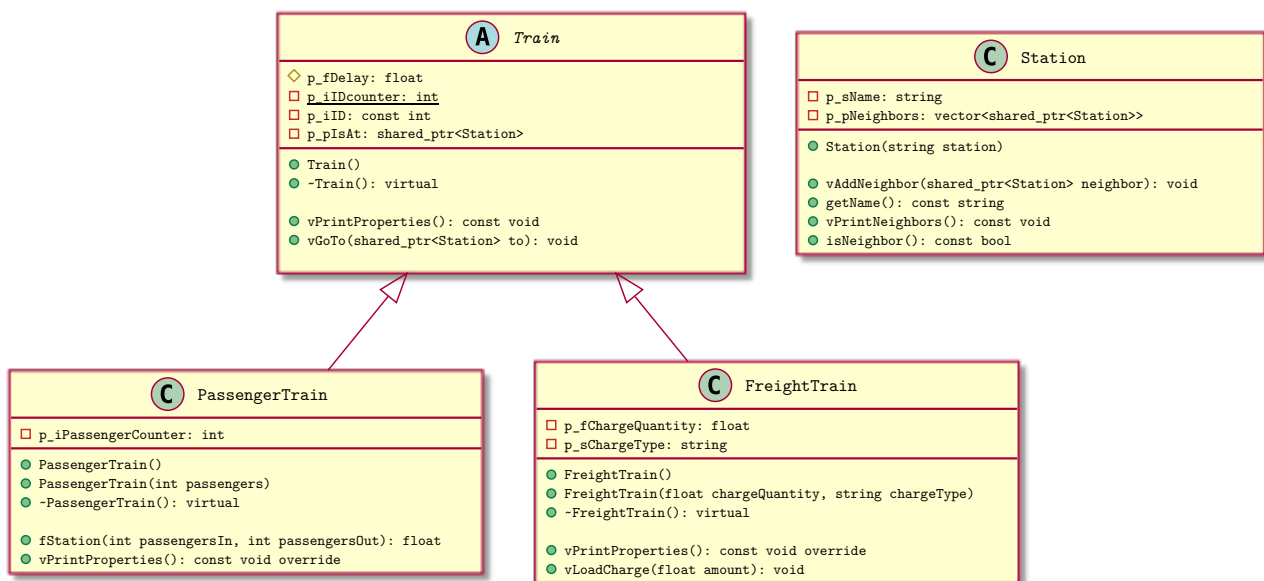 A Train
p_fDelay: float
p_iIDcounter: int
p_iID: const int
p_pIsAt: shared_ptr<Station>
Train()
~Train(): virtual
vPrintProperties(): const void
vGoTo(shared_ptr<Station> to): void
C Station
p_sName: string
p_pNeighbors: vector<shared_ptr<Station>>
Station(string station)
vAddNeighbor(shared_ptr<Station> neighbor): void
getName(): const string
vPrintNeighbors(): const void
isNeighbor(): const bool
C PassengerTrain
p_iPassengerCounter: int
PassengerTrain()
PassengerTrain(int passengers)
~PassengerTrain(): virtual
fStation(int passengersIn, int passengersOut): float
vPrintProperties(): const void override
C FreightTrain
p_fChargeQuantity: float
p_sChargeType: string
FreightTrain()
FreightTrain(float chargeQuantity, string chargeType)
~FreightTrain(): virtual
vPrintProperties(): const void override
vLoadCharge(float amount): void